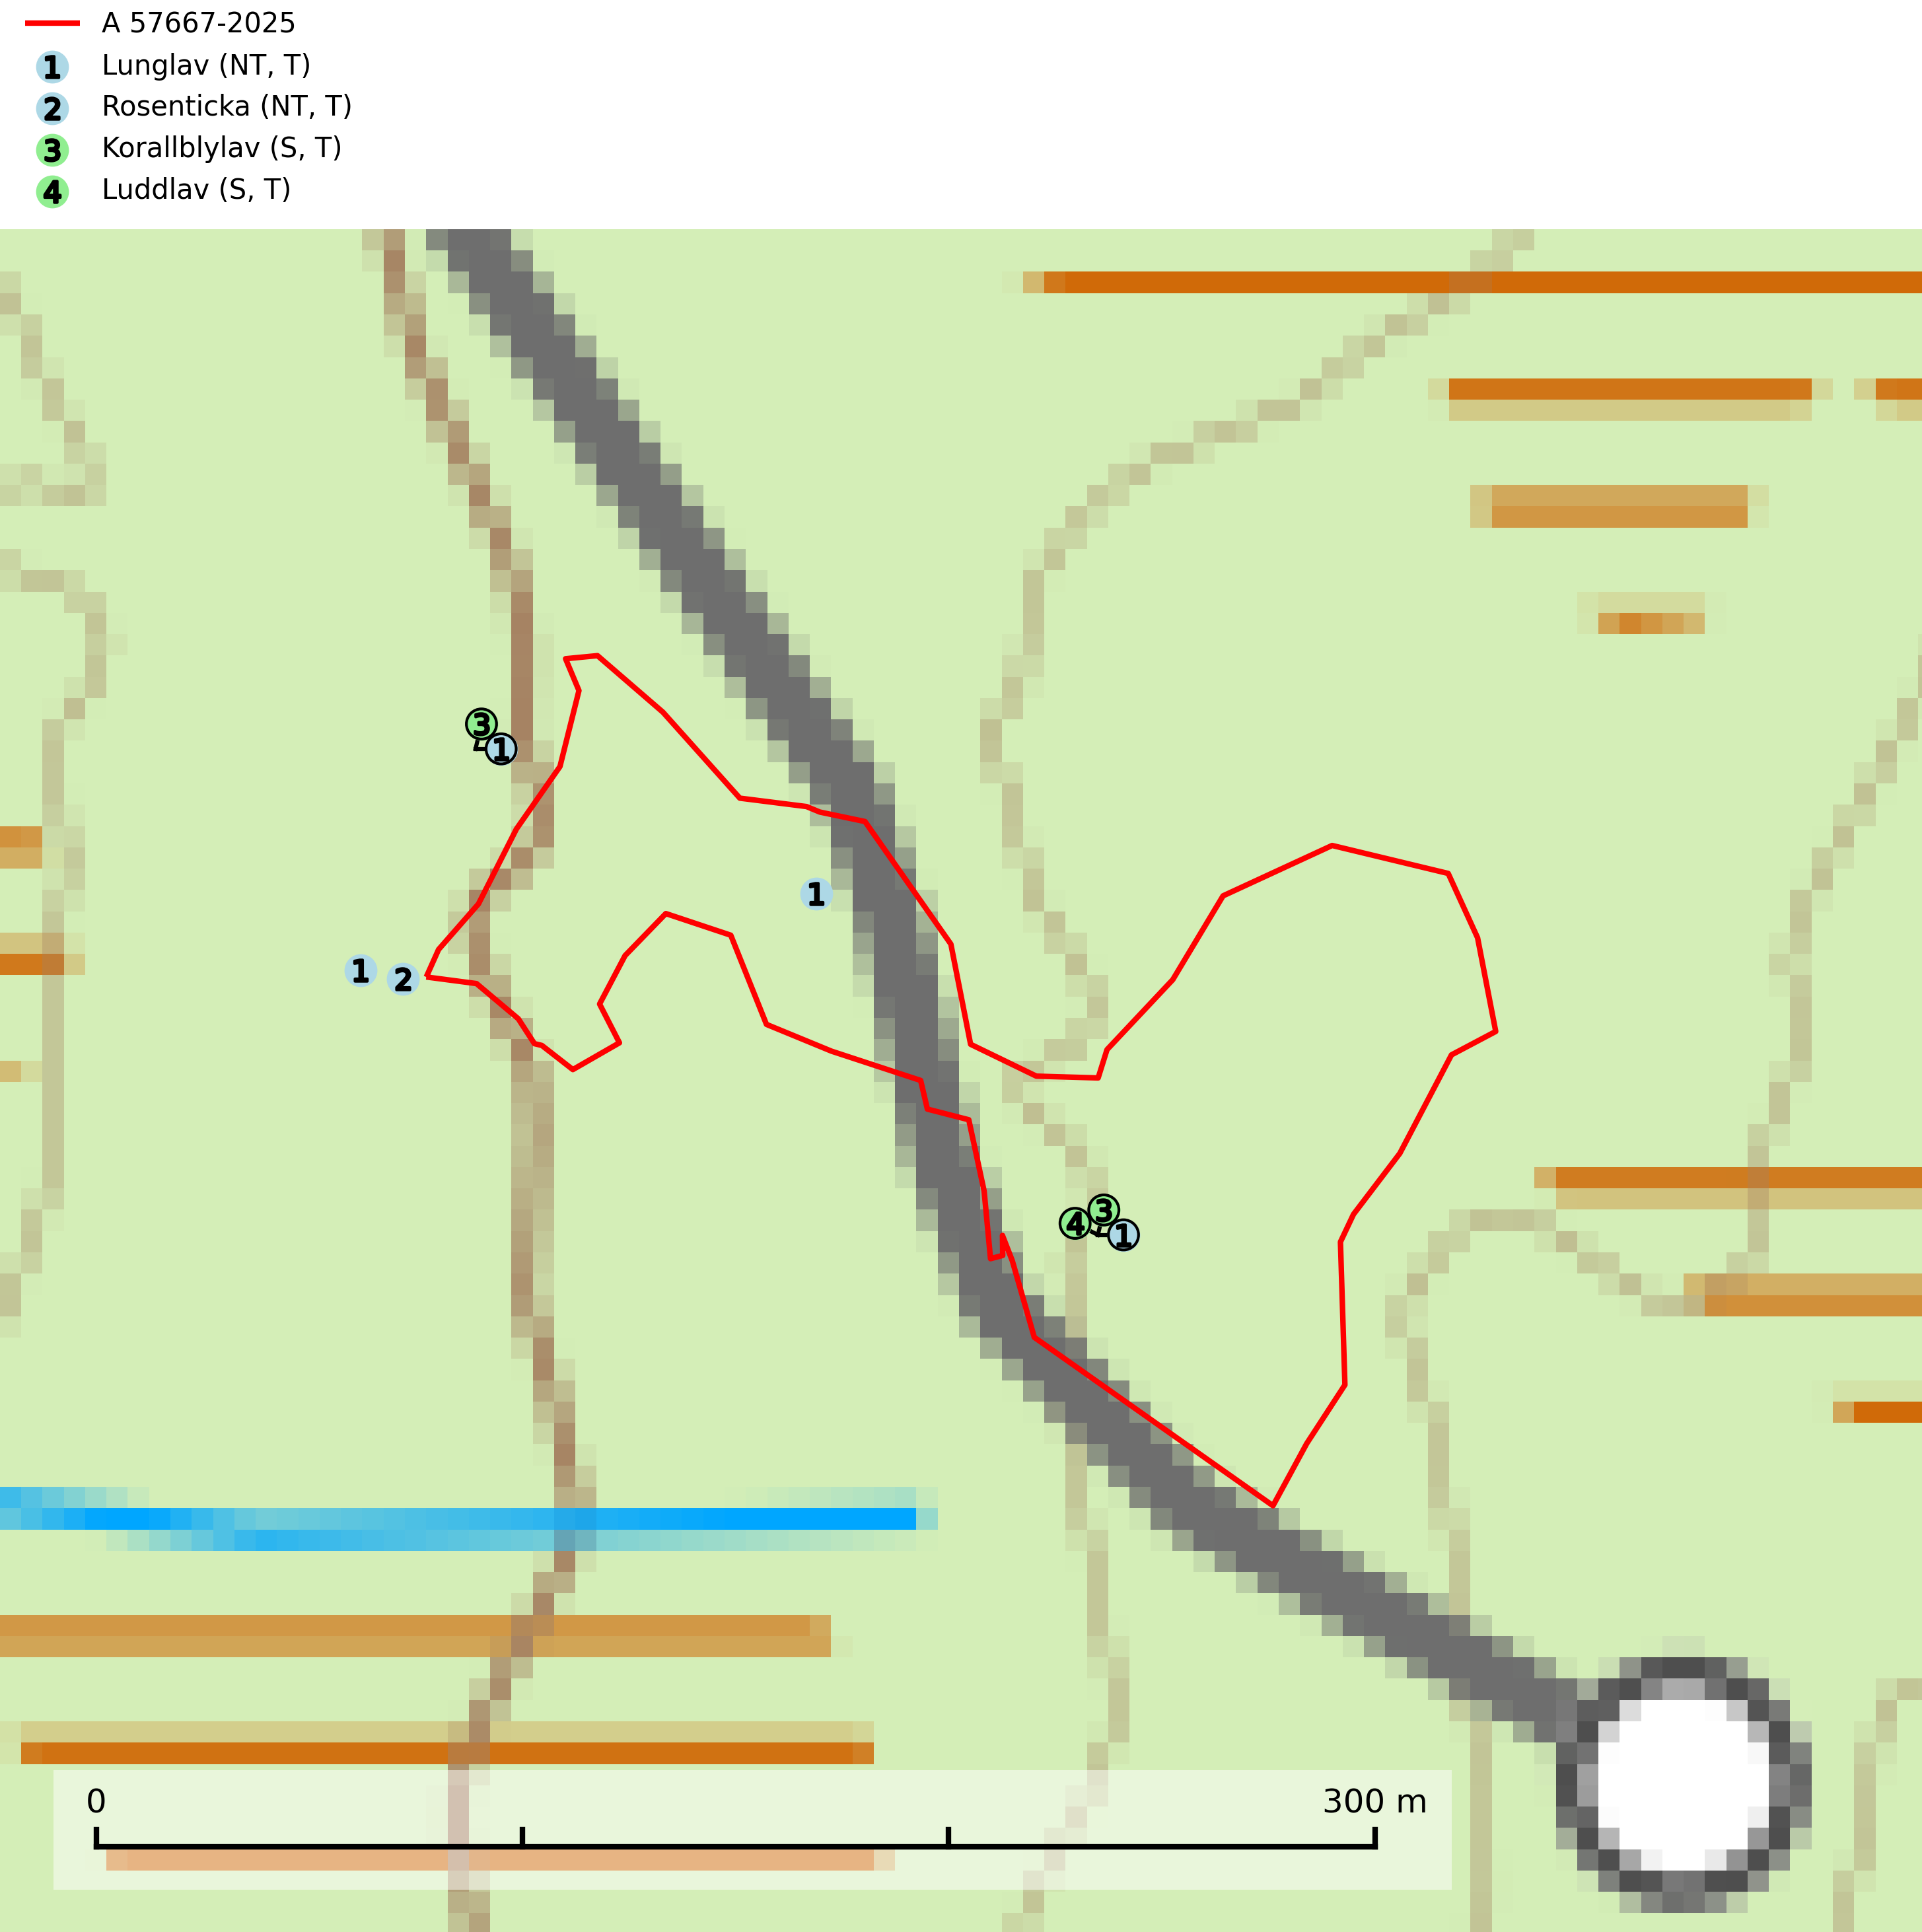 A 57667-2025
1 Lunglav (NT, T)
2 Rosenticka (NT, T)
3 Korallblylav (S, T)
4 Luddlav (S, T)
3
1
1
1 2
3
4
1
0 300 m